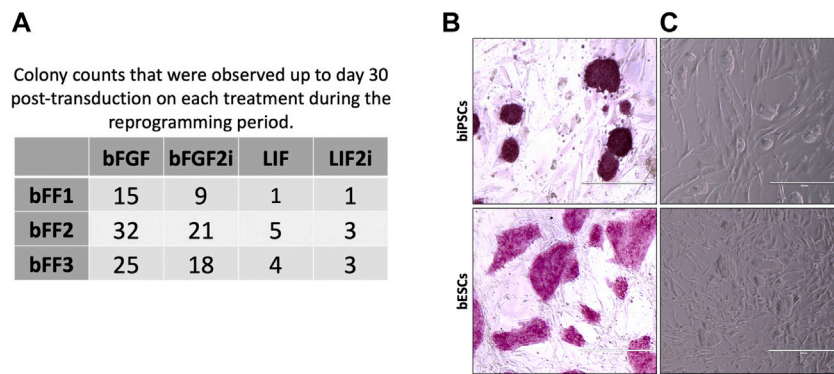 A
Colony counts that were observed up to day 30
post-transduction on each treatment during the
reprogramming period.
bFGF bFGF2i LIF LIF2i
bFF1 15 9 1 1
bFF2 32 21 5 3
bFF3 25 18 4 3
B
C
biPSCs
bESCs